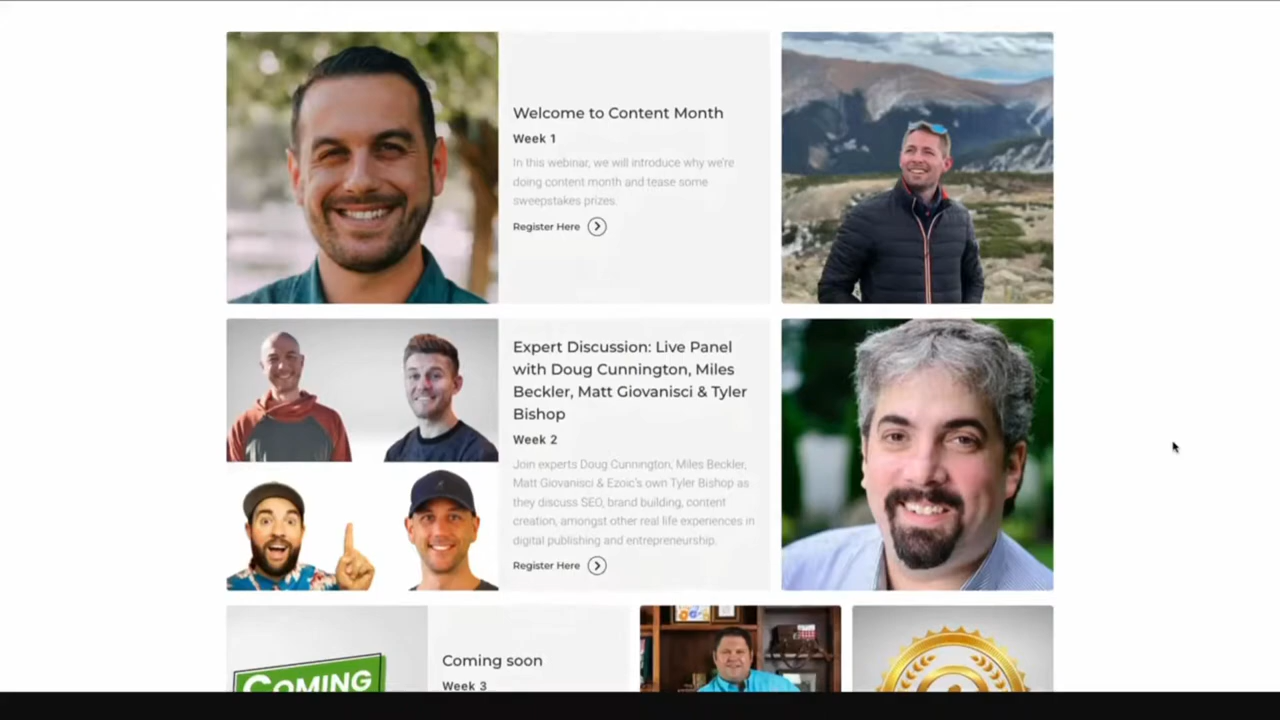 Welcome to Content Month
Week 1
In this webinar, we will introduce why we're
doing content month and tease some
sweepstakes prizes.
Register Here
Expert Discussion: Live Panel
with Doug Cunnington, Miles
Beckler, Matt Giovanisci & Tyler
Bishop
Week 2
Join experts Doug Cunnington, Miles Beckler,
Matt Giovanisci & Ezoic's own Tyler Bishop as
they discuss SEO, brand building, content
creation, amongst other real life experiences in
digital publishing and entrepreneurship.
Register Here
COMING
Coming soon
Week 3